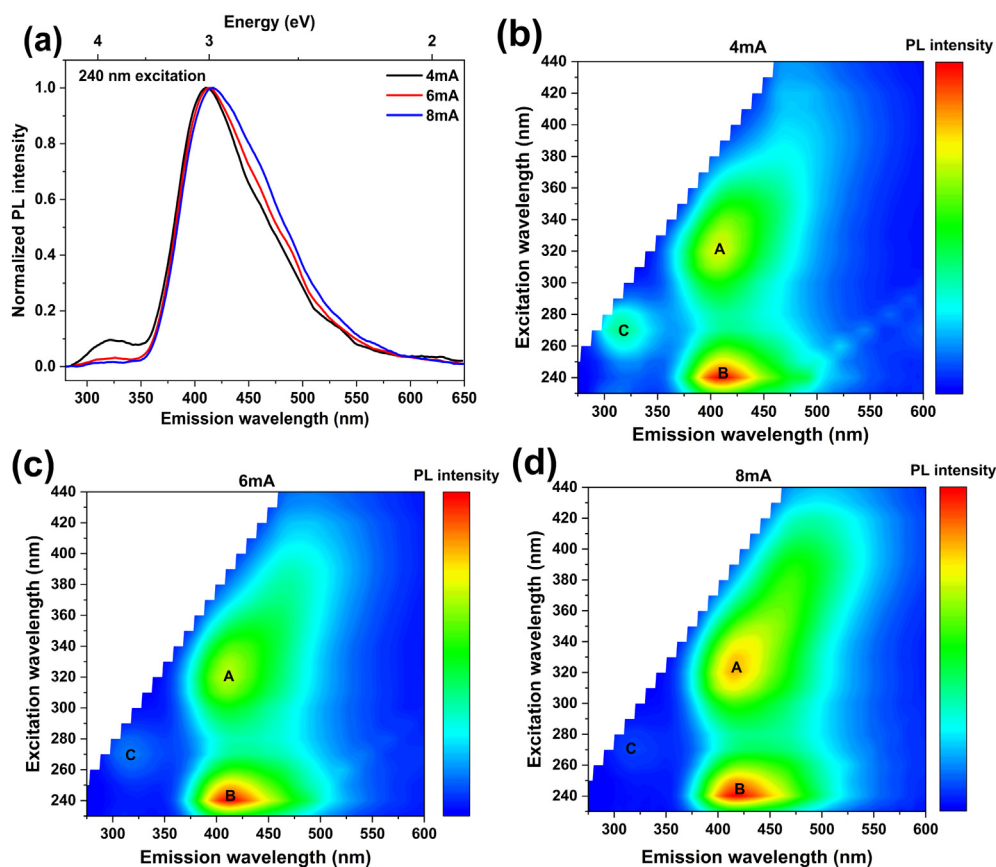 (a)
Energy (eV)
4 3 2
240 nm excitation
4mA
6mA
8mA
Normalized PL intensity
1.0
0.8
0.6
0.4
0.2
0.0
300 350 400 450 500 550 600 650
Emission wavelength (nm)
(b)
4mA
PL intensity
Excitation wavelength (nm)
440
420
400
380
360
340
320
300
280
260
240
A
C
B
300 350 400 450 500 550 600
Emission wavelength (nm)
(c)
6mA
PL intensity
Excitation wavelength (nm)
440
420
400
380
360
340
320
300
280
260
240
A
C
B
300 350 400 450 500 550 600
Emission wavelength (nm)
(d)
8mA
PL intensity
Excitation wavelength (nm)
440
420
400
380
360
340
320
300
280
260
240
A
C
B
300 350 400 450 500 550 600
Emission wavelength (nm)